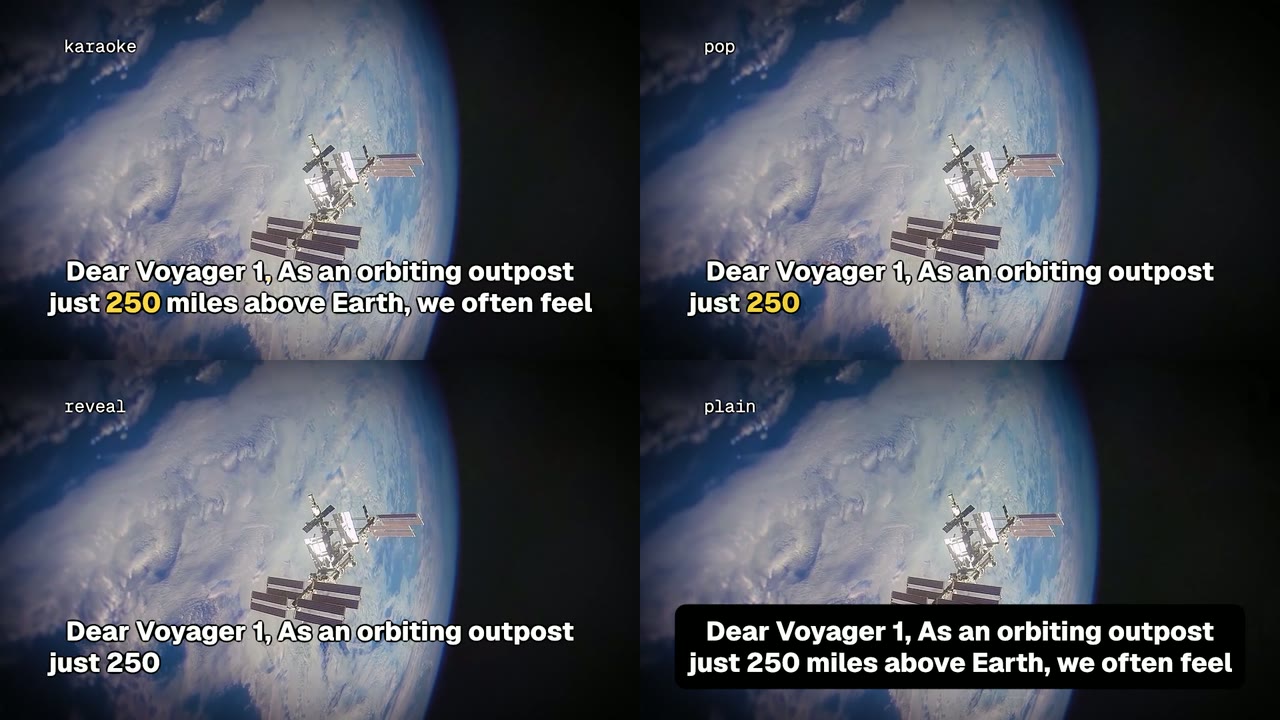 karaoke
Dear Voyager 1, As an orbiting outpost
just 250 miles above Earth, we often feel
pop
Dear Voyager 1, As an orbiting outpost
just 250
reveal
Dear Voyager 1, As an orbiting outpost
just 250
plain
Dear Voyager 1, As an orbiting outpost
just 250 miles above Earth, we often feel